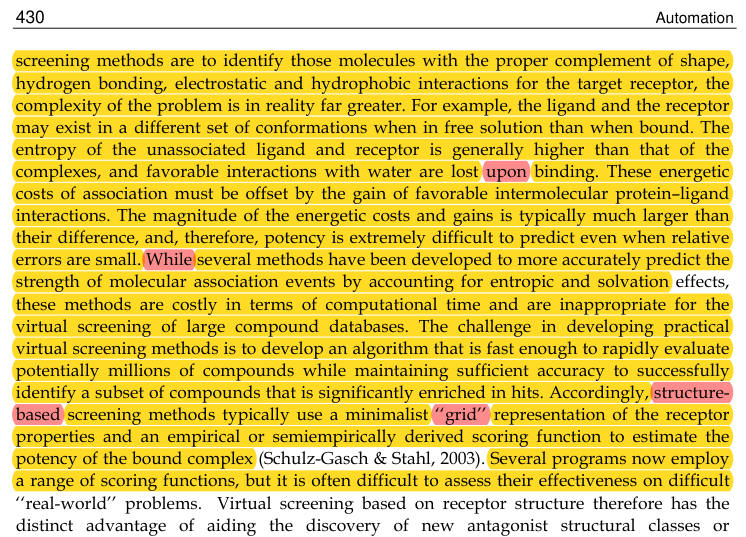 430 Automation
screening methods are to identify those molecules with the proper complement of shape,
hydrogen bonding, electrostatic and hydrophobic interactions for the target receptor, the
complexity of the problem is in reality far greater. For example, the ligand and the receptor
may exist in a different set of conformations when in free solution than when bound. The
entropy of the unassociated ligand and receptor is generally higher than that of the
complexes, and favorable interactions with water are lost upon binding. These energetic
costs of association must be offset by the gain of favorable intermolecular protein–ligand
interactions. The magnitude of the energetic costs and gains is typically much larger than
their difference, and, therefore, potency is extremely difficult to predict even when relative
errors are small. While several methods have been developed to more accurately predict the
strength of molecular association events by accounting for entropic and solvation effects,
these methods are costly in terms of computational time and are inappropriate for the
virtual screening of large compound databases. The challenge in developing practical
virtual screening methods is to develop an algorithm that is fast enough to rapidly evaluate
potentially millions of compounds while maintaining sufficient accuracy to successfully
identify a subset of compounds that is significantly enriched in hits. Accordingly, structure-
based screening methods typically use a minimalist ‘‘grid’’ representation of the receptor
properties and an empirical or semiempirically derived scoring function to estimate the
potency of the bound complex (Schulz-Gasch & Stahl, 2003). Several programs now employ
a range of scoring functions, but it is often difficult to assess their effectiveness on difficult
‘‘real-world’’ problems. Virtual screening based on receptor structure therefore has the
distinct advantage of aiding the discovery of new antagonist structural classes or